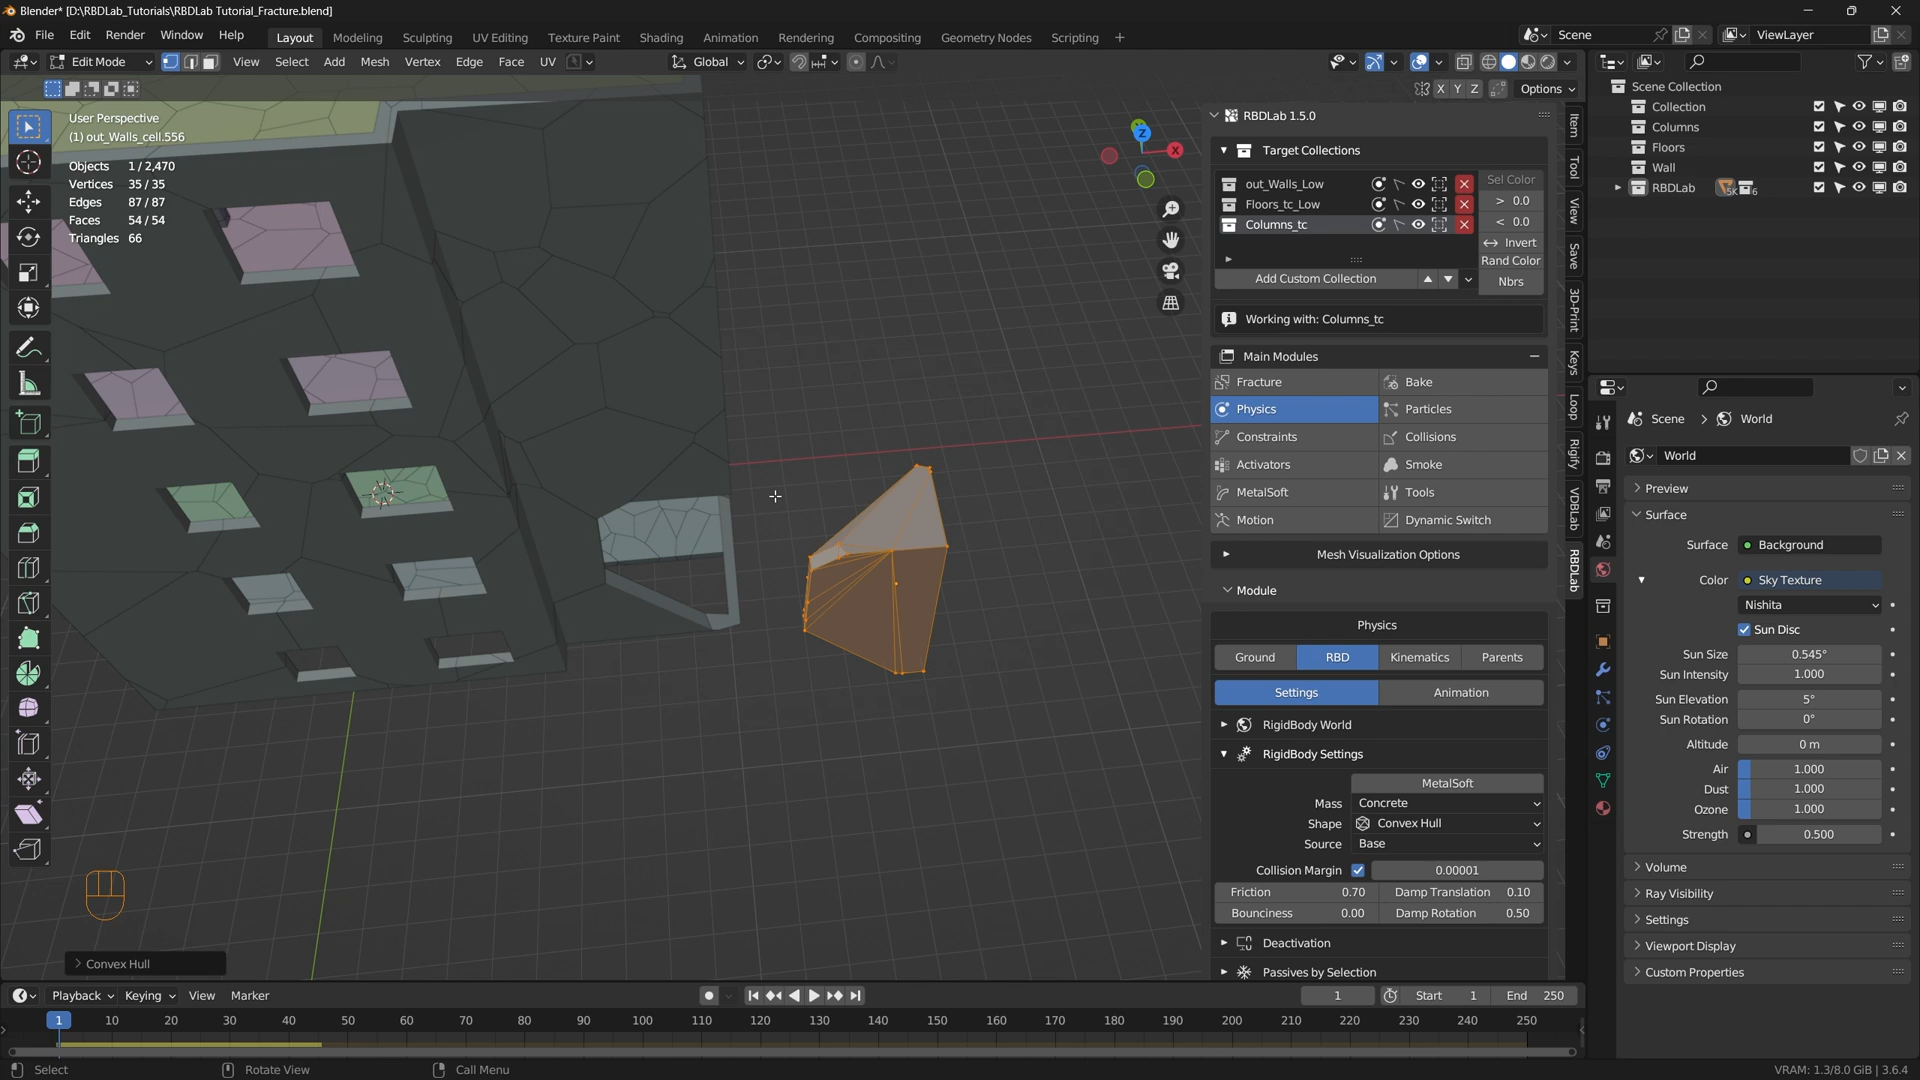 Blender* [D:\RBDLab_Tutorials\RBDLab Tutorial_Fracture.blend]
File Edit Render Window Help Layout Modeling Sculpting UV Editing Texture Paint Shading Animation Rendering Compositing Geometry Nodes Scripting + Scene ViewLayer
Edit Mode View Select Add Mesh Vertex Edge Face UV Global
X Y Z Options
User Perspective
(1) out_Walls_cell.556
Objects 1 / 2,470
Vertices 35 / 35
Edges 87 / 87
Faces 54 / 54
Triangles 66
Z
X
Convex Hull
RBDLab 1.5.0
Target Collections
out_Walls_Low
Floors_tc_Low
Columns_tc
Sel Color
> 0.0
< 0.0
Invert
Rand Color
Nbrs
Add Custom Collection
Working with: Columns_tc
Main Modules
Fracture Bake
Physics Particles
Constraints Collisions
Activators Smoke
MetalSoft Tools
Motion Dynamic Switch
Mesh Visualization Options
Module
Physics
Ground RBD Kinematics Parents
Settings Animation
RigidBody World
RigidBody Settings
MetalSoft
Mass Concrete
Shape Convex Hull
Source Base
Collision Margin 0.00001
Friction 0.70 Damp Translation 0.10
Bounciness 0.00 Damp Rotation 0.50
Deactivation
Passives by Selection
Item
Tool
View
Save
3D-Print
Keys
Loop
Rigify
VDBLab
RBDLab
Scene Collection
Collection
Columns
Floors
Wall
RBDLab 5K 6
Scene > World
World
Preview
Surface
Surface Background
Color Sky Texture
Nishita
Sun Disc
Sun Size 0.545°
Sun Intensity 1.000
Sun Elevation 5°
Sun Rotation 0°
Altitude 0 m
Air 1.000
Dust 1.000
Ozone 1.000
Strength 0.500
Volume
Ray Visibility
Settings
Viewport Display
Custom Properties
Playback Keying View Marker 1 Start 1 End 250
1 10 20 30 40 50 60 70 80 90 100 110 120 130 140 150 160 170 180 190 200 210 220 230 240 250
Select Rotate View Call Menu VRAM: 1.3/8.0 GiB | 3.6.4